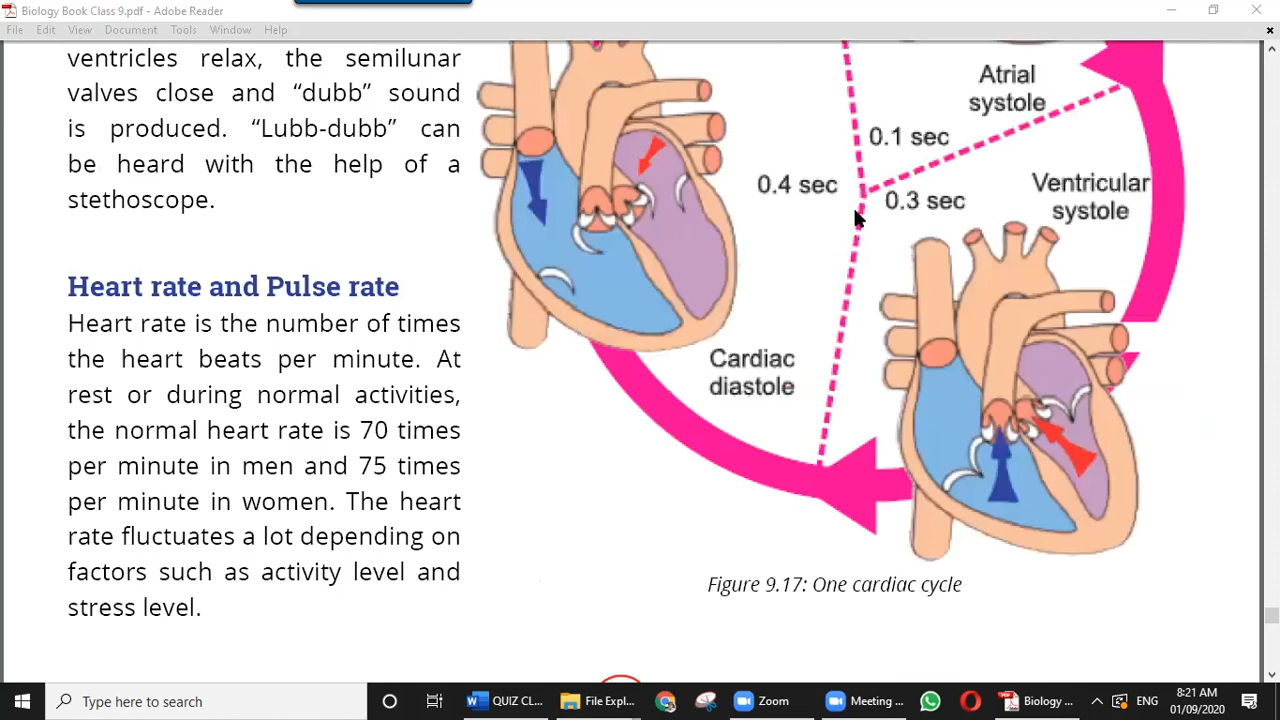 Biology Book Class 9.pdf - Adobe Reader
File Edit View Document Tools Window Help
ventricles relax, the semilunar
valves close and “dubb” sound
is produced. “Lubb-dubb” can
be heard with the help of a
stethoscope.
Heart rate and Pulse rate
Heart rate is the number of times
the heart beats per minute. At
rest or during normal activities,
the normal heart rate is 70 times
per minute in men and 75 times
per minute in women. The heart
rate fluctuates a lot depending on
factors such as activity level and
stress level.
Atrial
systole
0.1 sec
0.4 sec
0.3 sec
Ventricular
systole
Cardiac
diastole
Figure 9.17: One cardiac cycle
Type here to search
QUIZ CL...
File Expl...
Zoom
Meeting ...
Biology ...
ENG
8:21 AM
01/09/2020